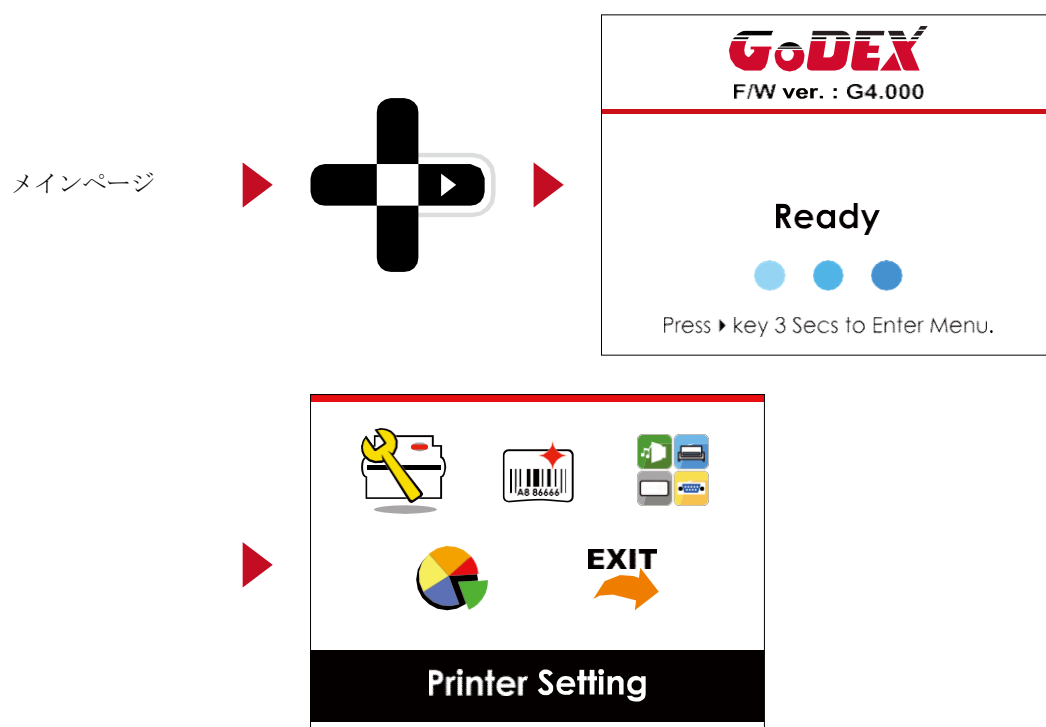 GoDEX
F/W ver. : G4.000
メインページ
Ready
Press ▸ key 3 Secs to Enter Menu.
A8 86666
EXIT
Printer Setting